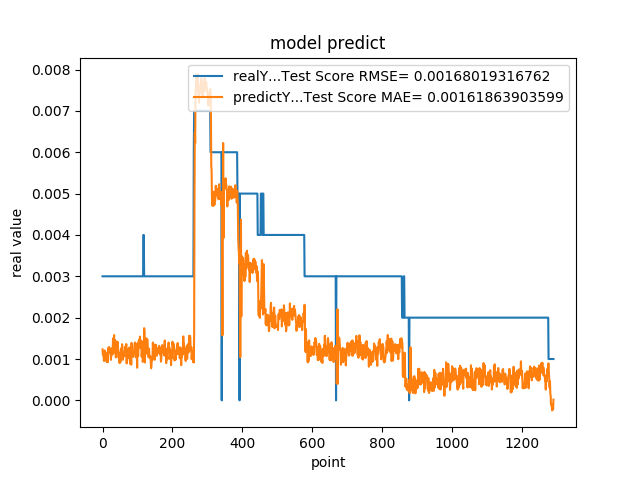 model predict
realY...Test Score RMSE= 0.00168019316762
predictY...Test Score MAE= 0.00161863903599
0.008
0.007
0.006
0.005
0.004
0.003
0.002
0.001
0.000
real value
0 200 400 600 800 1000 1200
point